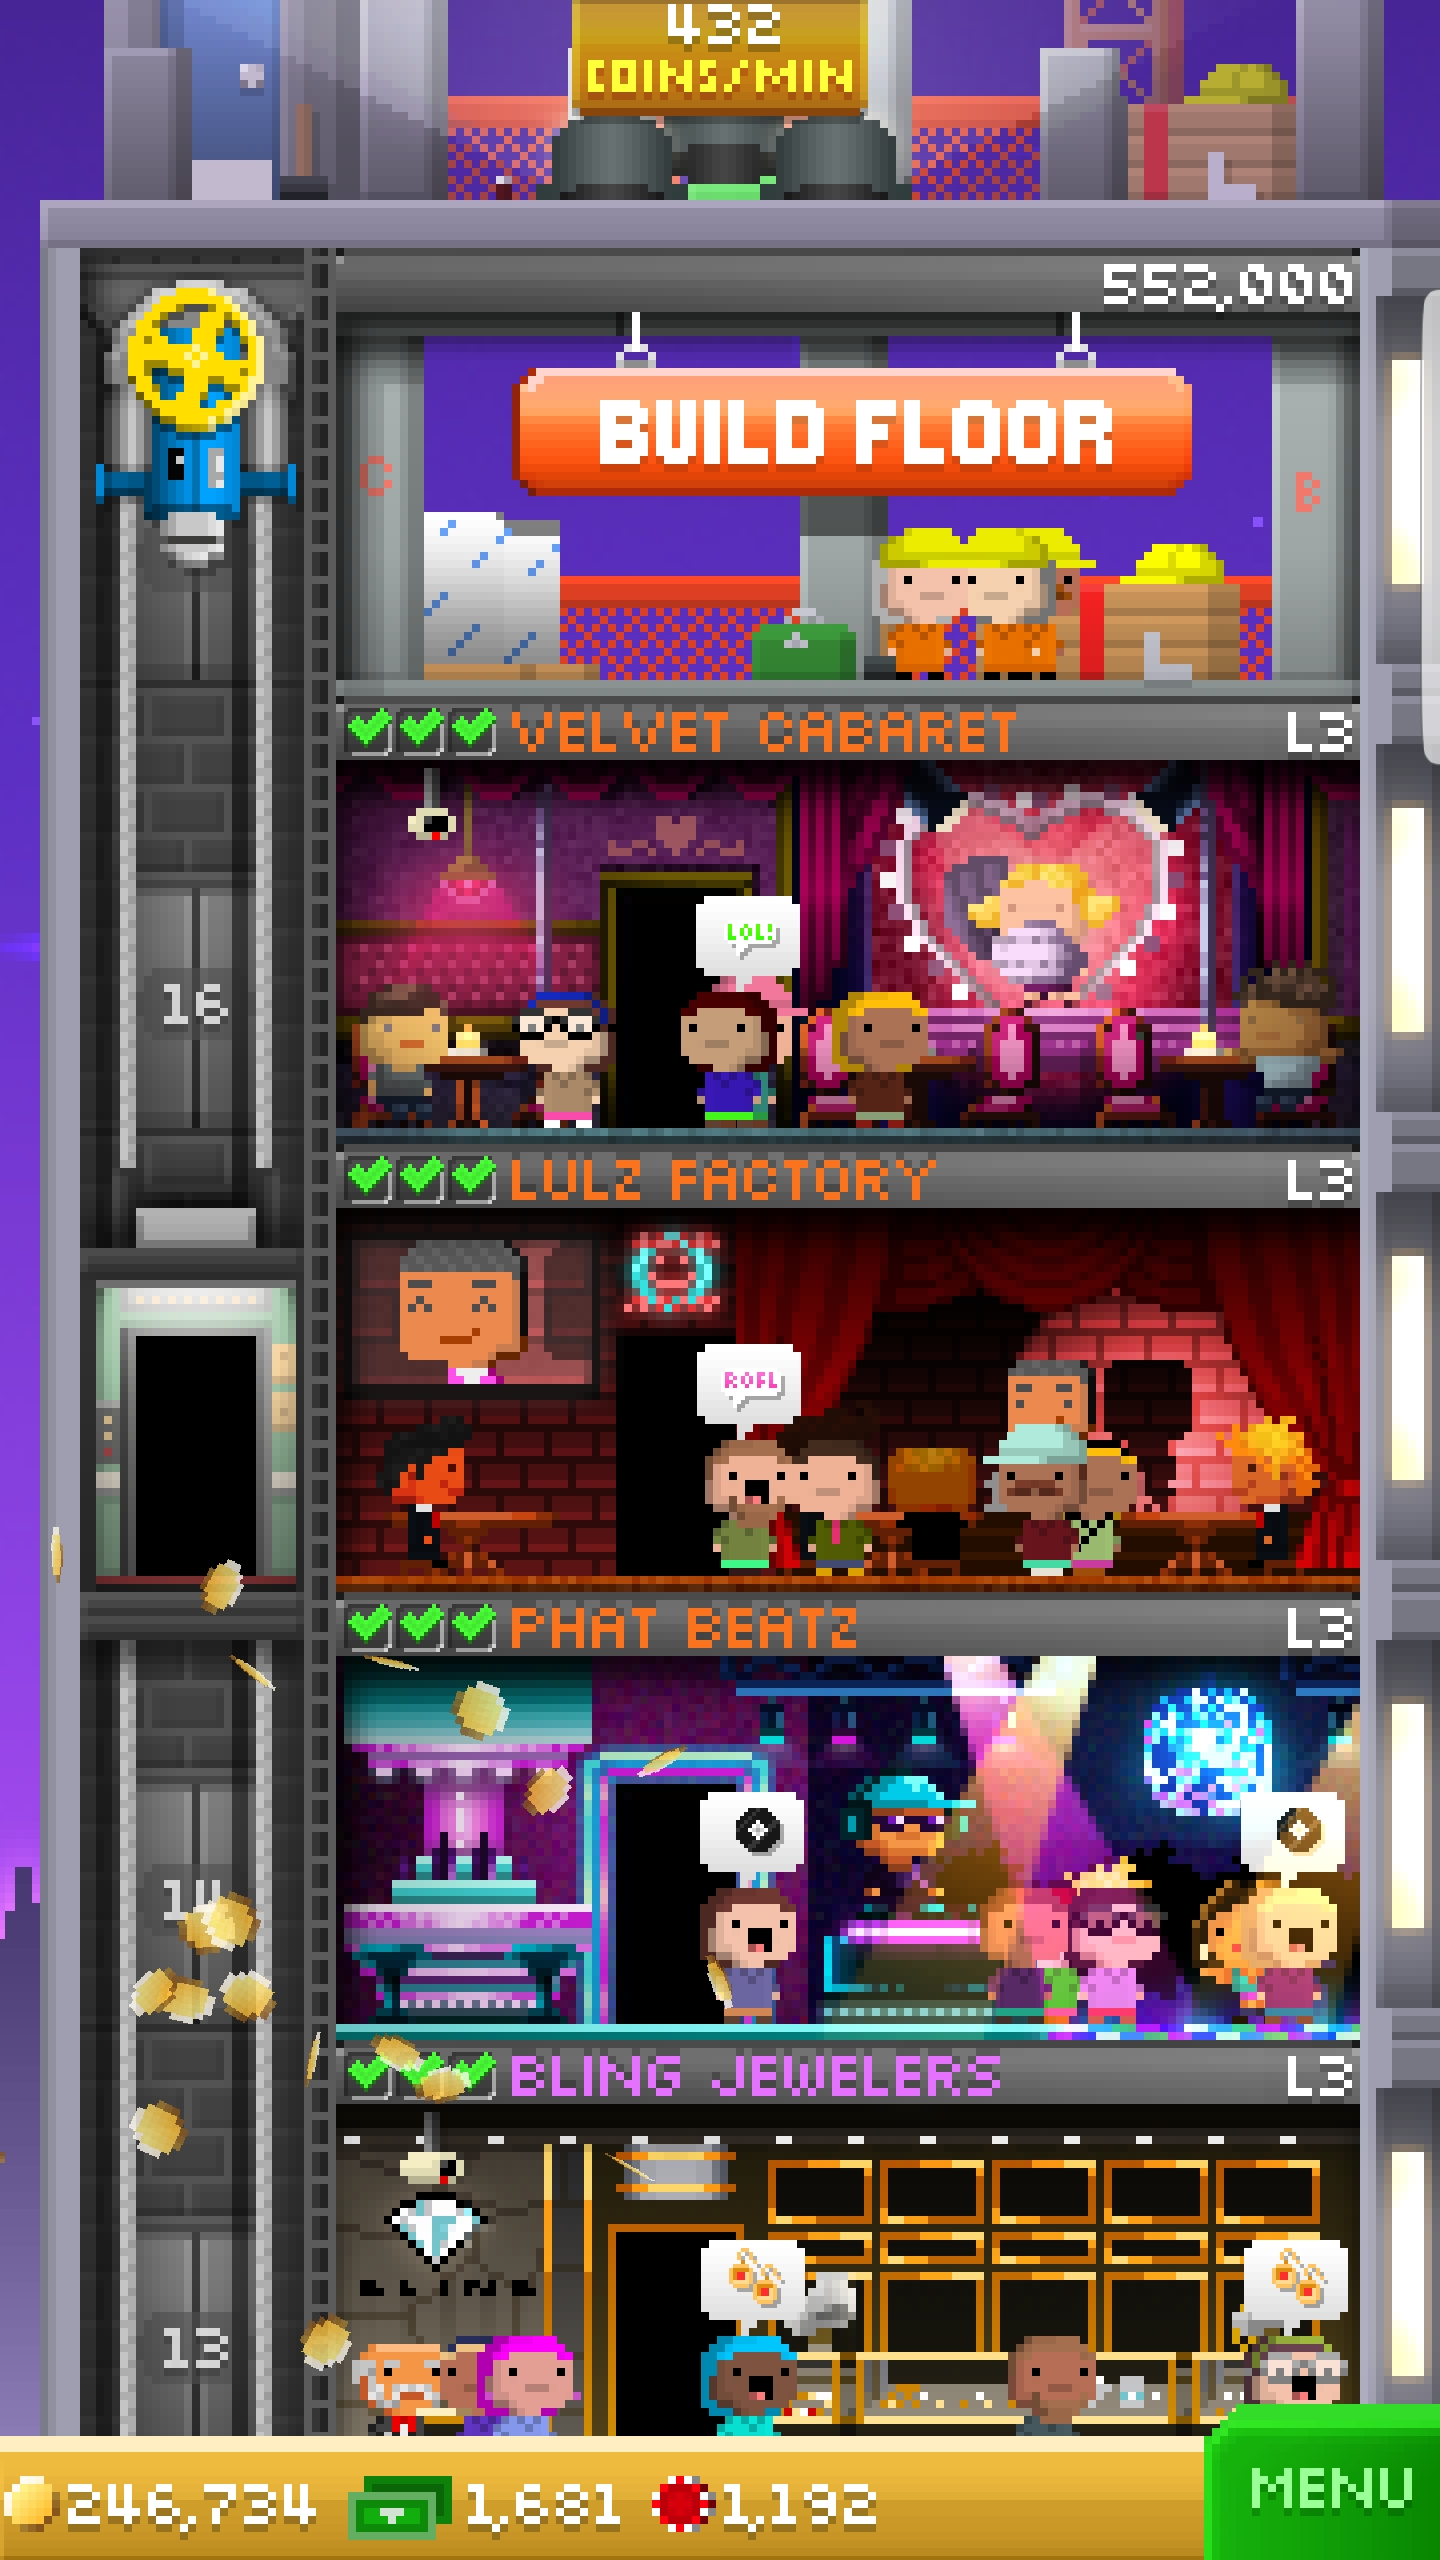 432
COINS/MIN
552,000
BUILD FLOOR
C
B
VELVET CABARET L3
LOL!
16
LULZ FACTORY L3
ROFL
PHAT BEATZ L3
14
BLING JEWELERS L3
BLING
13
246,734 1,681 1,192
MENU